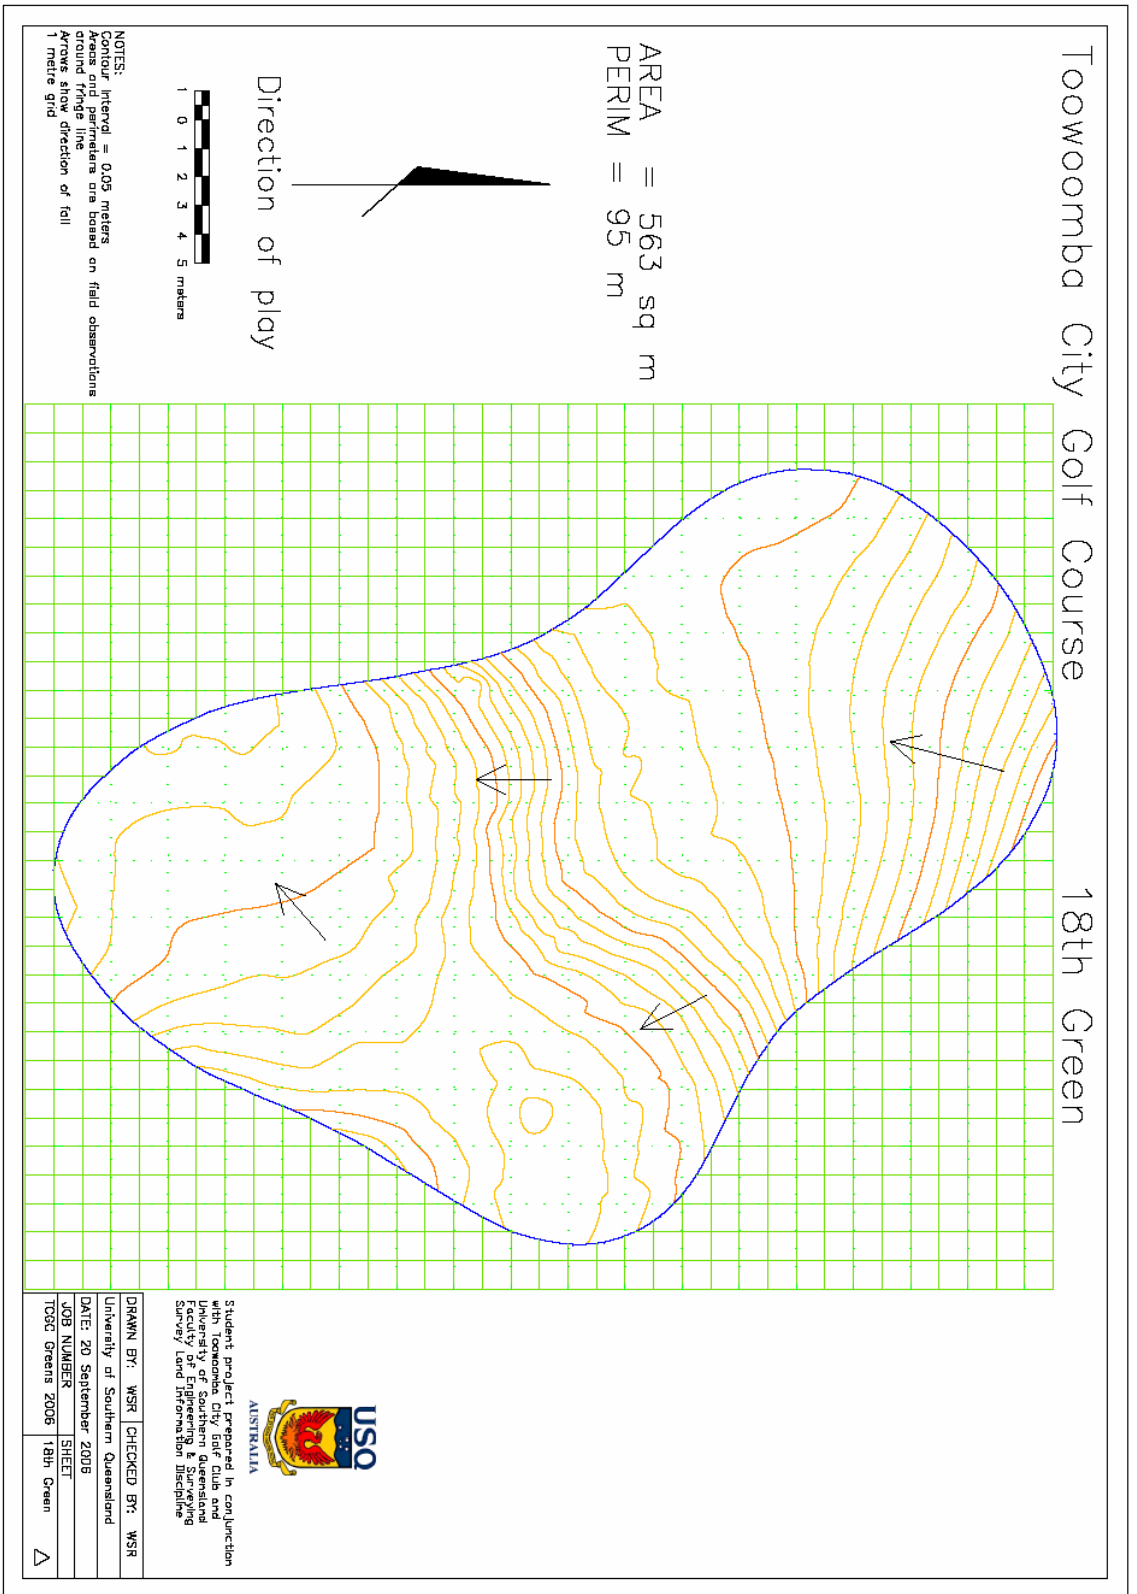 Toowoomba City Golf Course 18th Green
AREA = 563 sq m
PERIM = 95 m
Direction of play
1 0 1 2 3 4 5 meters
NOTES:
Contour Interval = 0.05 meters
Areas and perimeters are based on field observations
around fringe line
Arrows show direction of fall
1 metre grid
USQ
AUSTRALIA
Student project prepared in conjunction
with Toowoomba City Golf Club and
University of Southern Queensland
Faculty of Engineering & Surveying
Survey Land Information Discipline
DRAWN BY: WSR CHECKED BY: WSR
University of Southern Queensland
DATE: 20 September 2006
JOB NUMBER SHEET
TCGC Greens 2006 18th Green